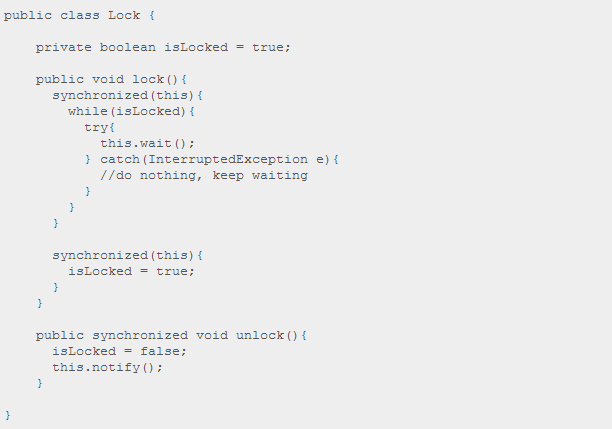 public class Lock {
private boolean isLocked = true;
public void lock(){
synchronized(this){
while(isLocked){
try{
this.wait();
} catch(InterruptedException e){
//do nothing, keep waiting
}
}
}
synchronized(this){
isLocked = true;
}
}
public synchronized void unlock(){
isLocked = false;
this.notify();
}
}